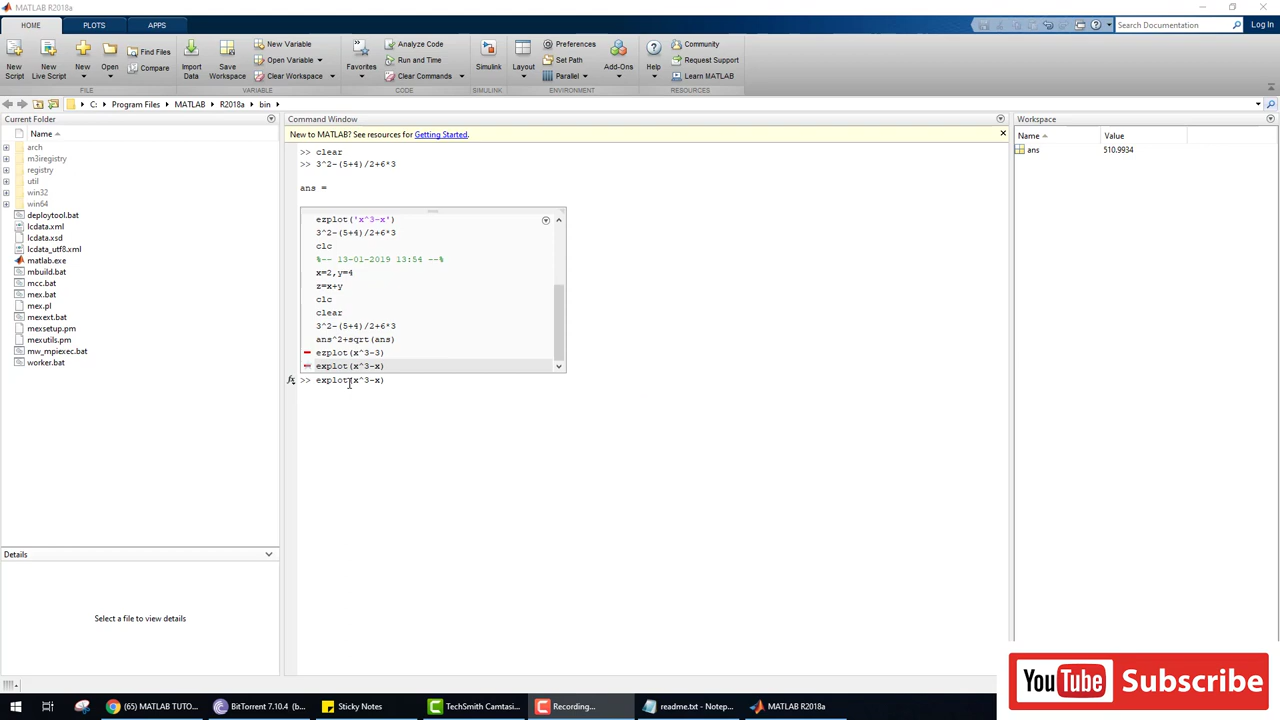 MATLAB R2018a
HOME PLOTS APPS Search Documentation Log In
New Script
New Live Script
New
Open
Find Files
Compare
Import Data
Save Workspace
New Variable
Open Variable
Clear Workspace
Favorites
Analyze Code
Run and Time
Clear Commands
Simulink
Layout
Preferences
Set Path
Parallel
Add-Ons
Help
Community
Request Support
Learn MATLAB
FILE VARIABLE CODE SIMULINK ENVIRONMENT RESOURCES
C: Program Files MATLAB R2018a bin
Current Folder
Name
arch
m3iregistry
registry
util
win32
win64
deploytool.bat
lcdata.xml
lcdata.xsd
lcdata_utf8.xml
matlab.exe
mbuild.bat
mcc.bat
mex.bat
mex.pl
mexext.bat
mexsetup.pm
mexutils.pm
mw_mpiexec.bat
worker.bat
Details
Select a file to view details
Command Window
New to MATLAB? See resources for Getting Started.
>> clear
>> 3^2-(5+4)/2+6*3
ans =
ezplot('x^3-x')
3^2-(5+4)/2+6*3
clc
%-- 13-01-2019 13:54 --%
x=2,y=4
z=x+y
clc
clear
3^2-(5+4)/2+6*3
ans^2+sqrt(ans)
ezplot(x^3-3)
explot(x^3-x)
fx >> explot(x^3-x)
Workspace
Name Value
ans 510.9934
YouTube Subscribe
(65) MATLAB TUTO...
BitTorrent 7.10.4 (b...
Sticky Notes
TechSmith Camtasi...
Recording...
readme.txt - Notep...
MATLAB R2018a